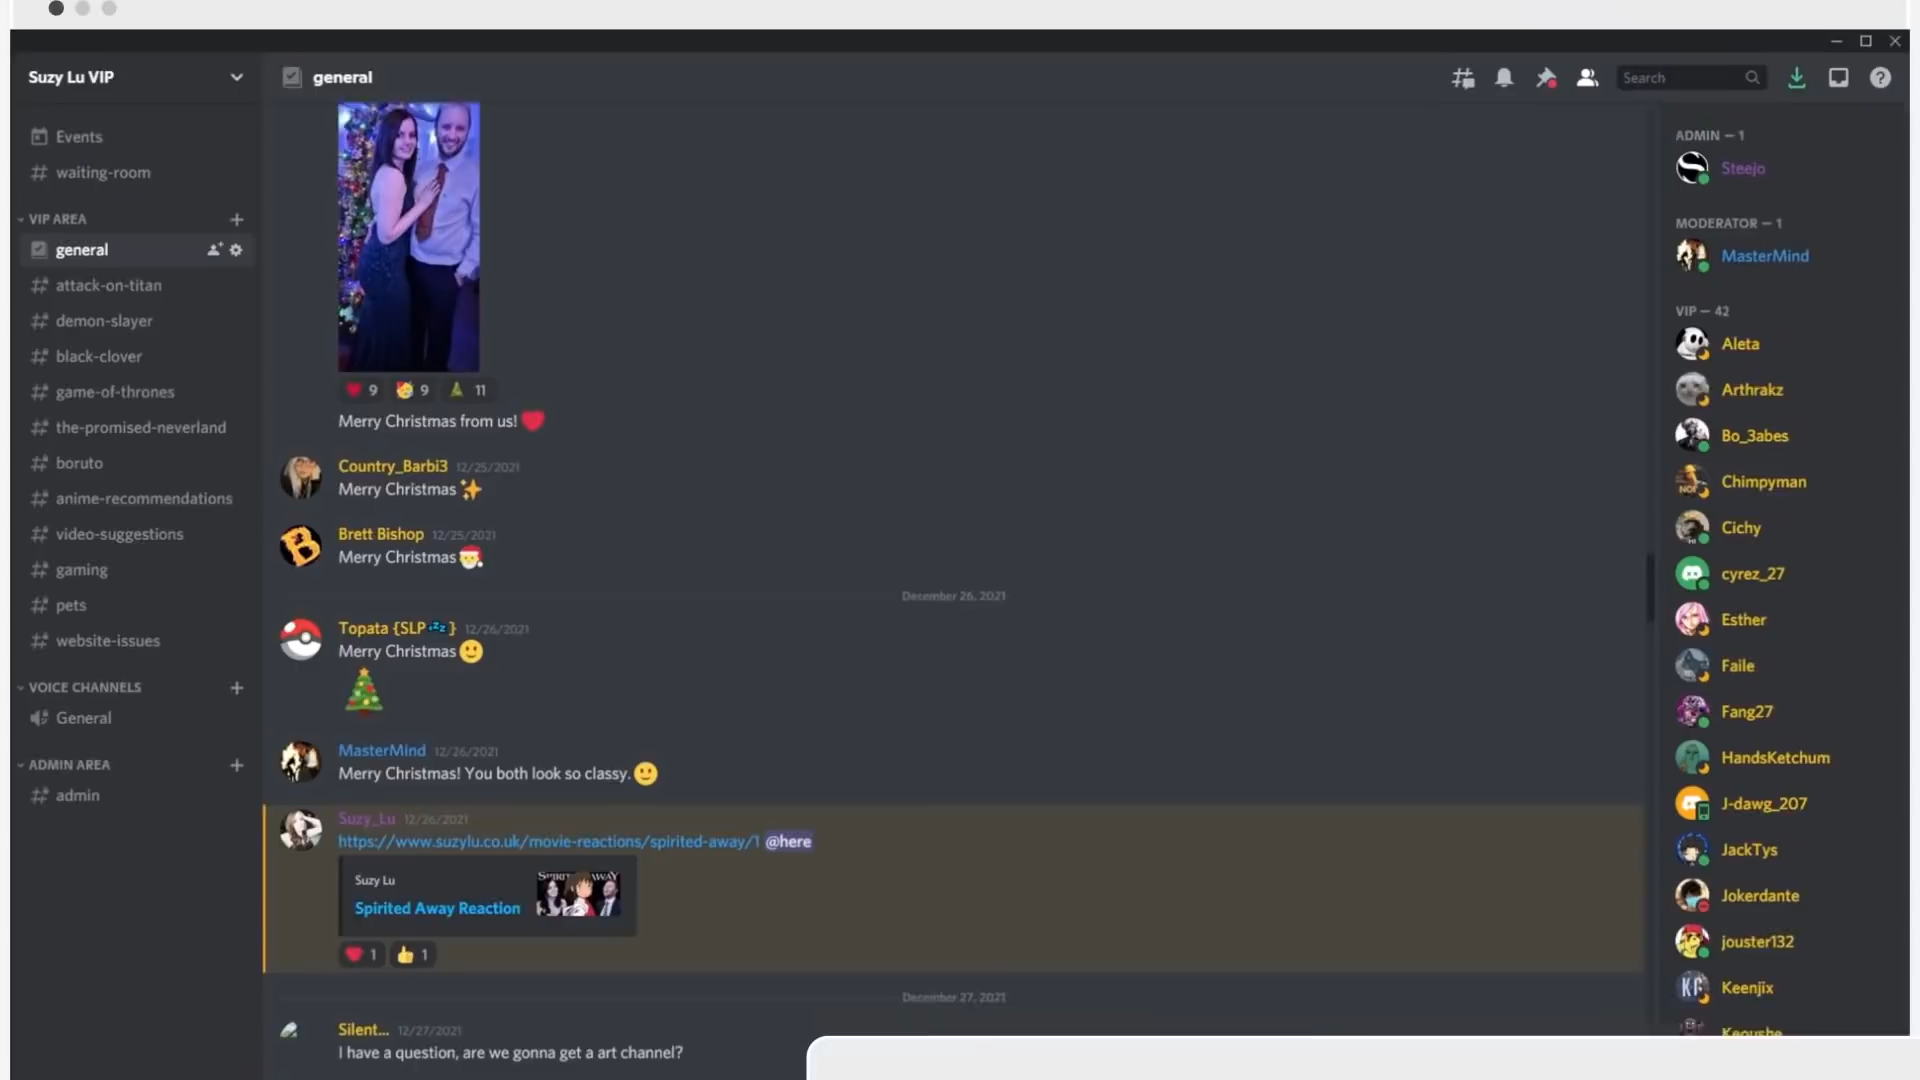 Suzy Lu VIP
general
Search
Events
waiting-room
VIP AREA
general
attack-on-titan
demon-slayer
black-clover
game-of-thrones
the-promised-neverland
boruto
anime-recommendations
video-suggestions
gaming
pets
website-issues
VOICE CHANNELS
General
ADMIN AREA
admin
9 9 11
Merry Christmas from us! ❤️
Country_Barbi3 12/25/2021
Merry Christmas ✨
Brett Bishop 12/25/2021
Merry Christmas 🎅
December 26, 2021
Topata {SLP💤} 12/26/2021
Merry Christmas 🙂
🎄
MasterMind 12/26/2021
Merry Christmas! You both look so classy. 🙂
Suzy_Lu 12/26/2021
https://www.suzylu.co.uk/movie-reactions/spirited-away/1 @here
Suzy Lu
Spirited Away Reaction
1 1
December 27, 2021
Silent... 12/27/2021
I have a question, are we gonna get a art channel?
ADMIN — 1
Steejo
MODERATOR — 1
MasterMind
VIP — 42
Aleta
Arthrakz
Bo_3abes
Chimpyman
Cichy
cyrez_27
Esther
Faile
Fang27
HandsKetchum
J-dawg_207
JackTys
Jokerdante
jouster132
Keenjix